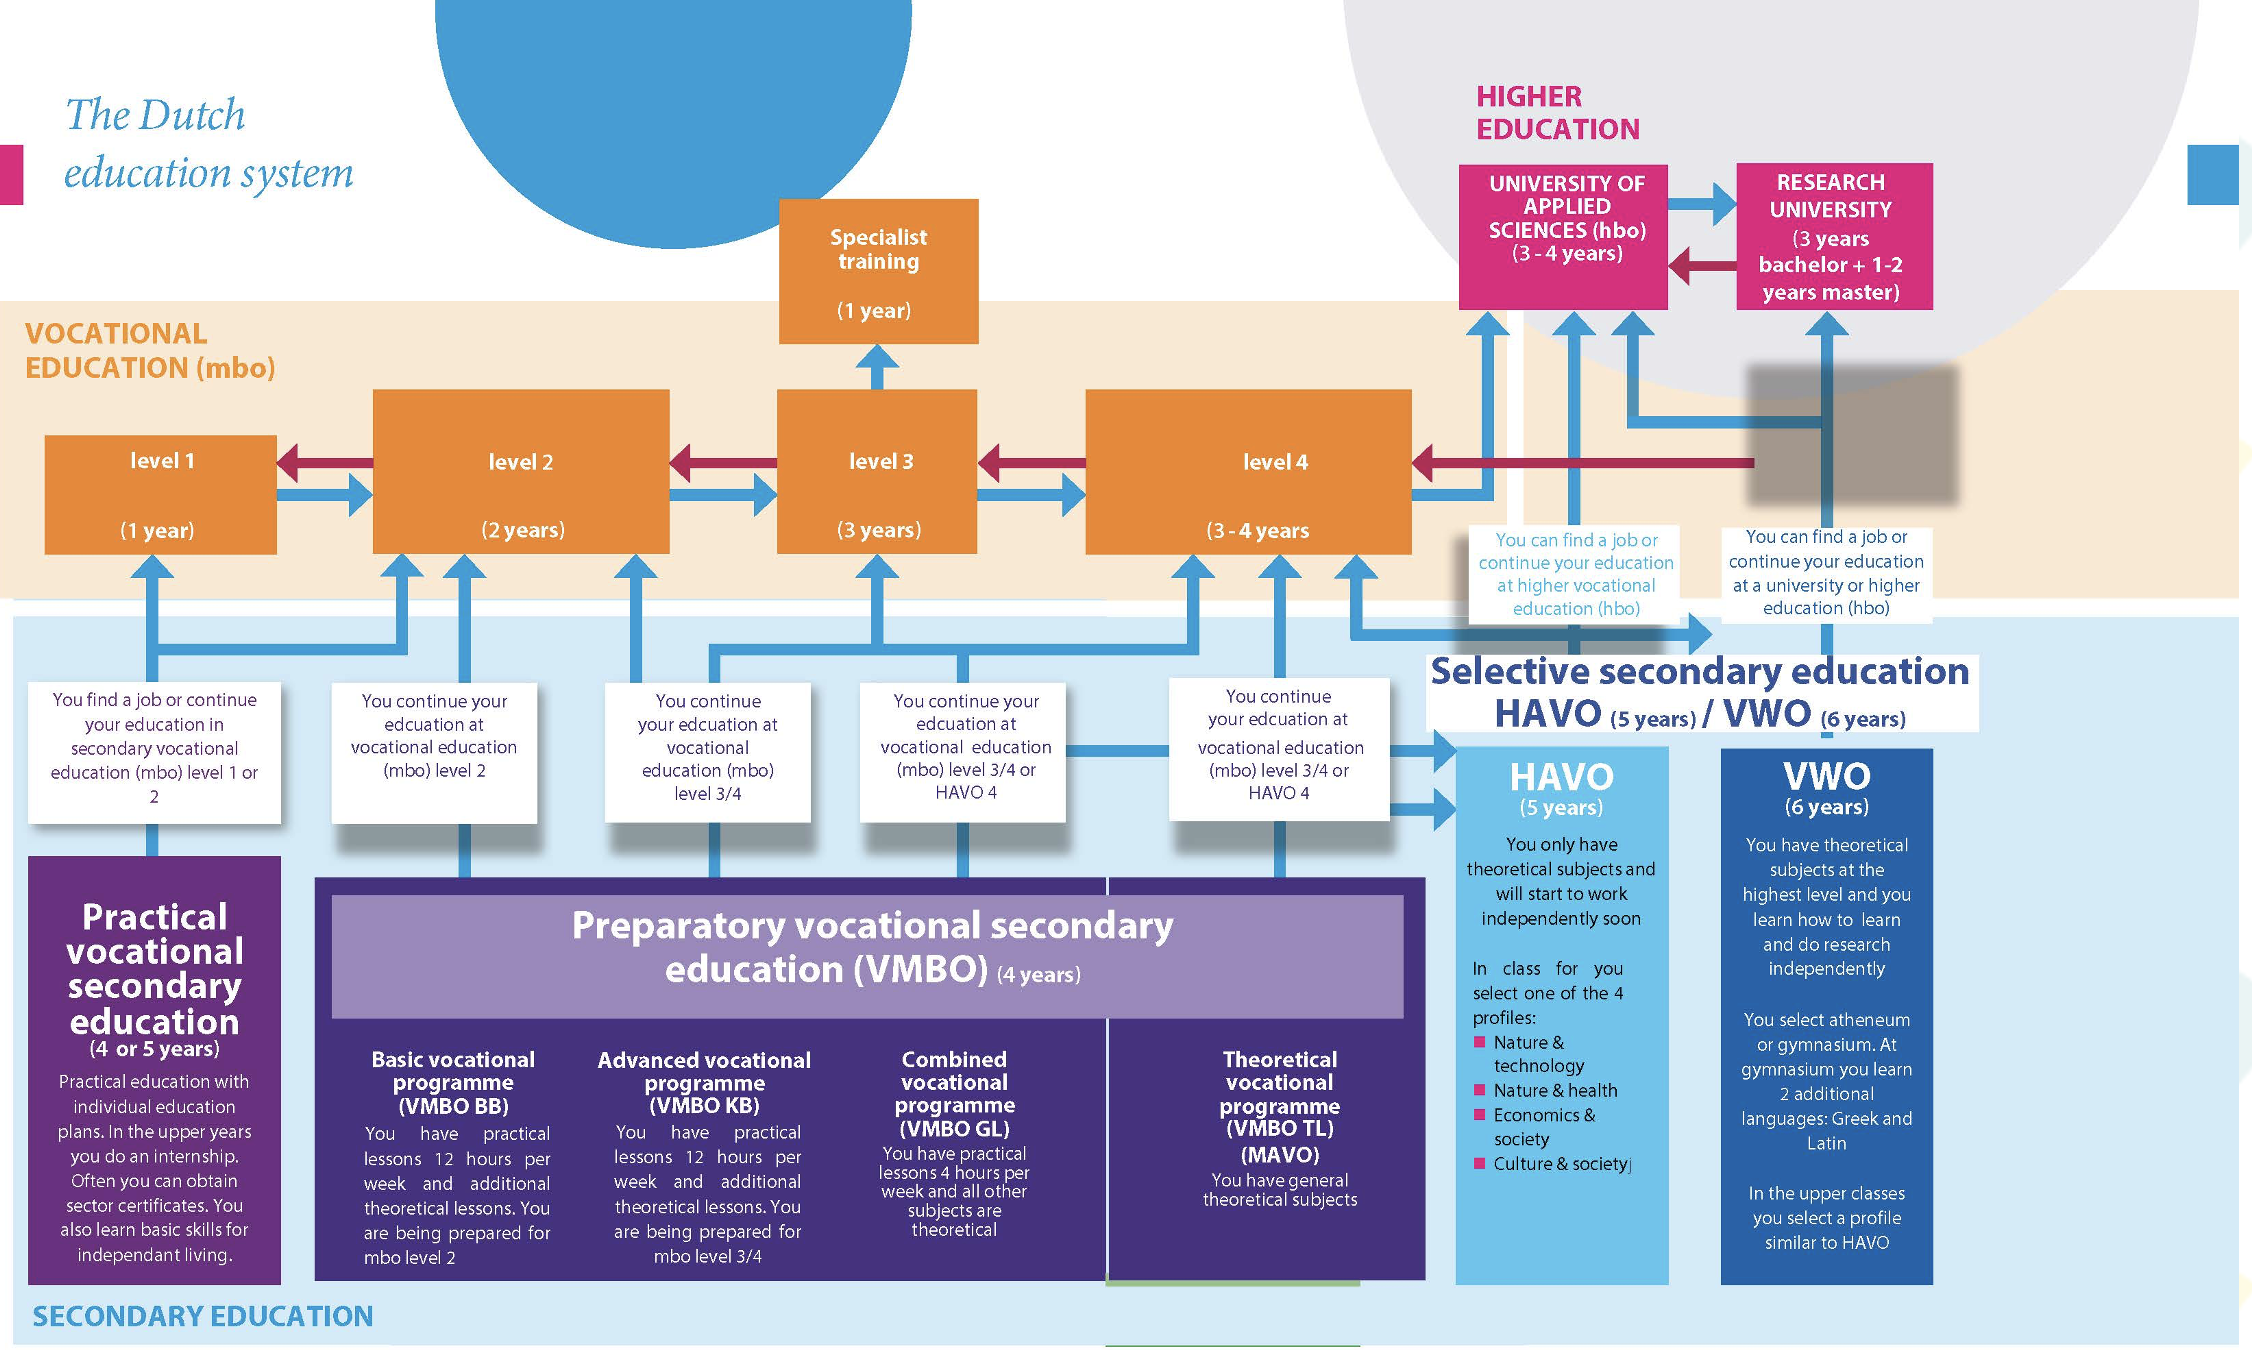 The Dutch
education system
HIGHER
EDUCATION
UNIVERSITY OF
APPLIED
SCIENCES (hbo)
(3 - 4 years)
RESEARCH
UNIVERSITY
(3 years
bachelor + 1-2
years master)
Specialist
training
(1 year)
VOCATIONAL
EDUCATION (mbo)
level 1
(1 year)
level 2
(2 years)
level 3
(3 years)
level 4
(3 - 4 years
You can find a job or
continue your education
at higher vocational
education (hbo)
You can find a job or
continue your education
at a university or higher
education (hbo)
You find a job or continue
your education in
secondary vocational
education (mbo) level 1 or
2
You continue your
edcuation at
vocational education
(mbo) level 2
You continue
your edcuation at
vocational
education (mbo)
level 3/4
You continue your
edcuation at
vocational education
(mbo) level 3/4 or
HAVO 4
You continue
your edcuation at
vocational education
(mbo) level 3/4 or
HAVO 4
Selective secondary education
HAVO (5 years) / VWO (6 years)
Practical
vocational
secondary
education
(4 or 5 years)
Practical education with
individual education
plans. In the upper years
you do an internship.
Often you can obtain
sector certificates. You
also learn basic skills for
independant living.
Preparatory vocational secondary
education (VMBO) (4 years)
Basic vocational
programme
(VMBO BB)
You have practical
lessons 12 hours per
week and additional
theoretical lessons. You
are being prepared for
mbo level 2
Advanced vocational
programme
(VMBO KB)
You have practical
lessons 12 hours per
week and additional
theoretical lessons. You
are being prepared for
mbo level 3/4
Combined
vocational
programme
(VMBO GL)
You have practical
lessons 4 hours per
week and all other
subjects are
theoretical
Theoretical
vocational
programme
(VMBO TL)
(MAVO)
You have general
theoretical subjects
HAVO
(5 years)
You only have
theoretical subjects and
will start to work
independently soon
In class for you
select one of the 4
profiles:
Nature &
technology
Nature & health
Economics &
society
Culture & societyj
VWO
(6 years)
You have theoretical
subjects at the
highest level and you
learn how to learn
and do research
independently
You select atheneum
or gymnasium. At
gymnasium you learn
2 additional
languages: Greek and
Latin
In the upper classes
you select a profile
similar to HAVO
SECONDARY EDUCATION